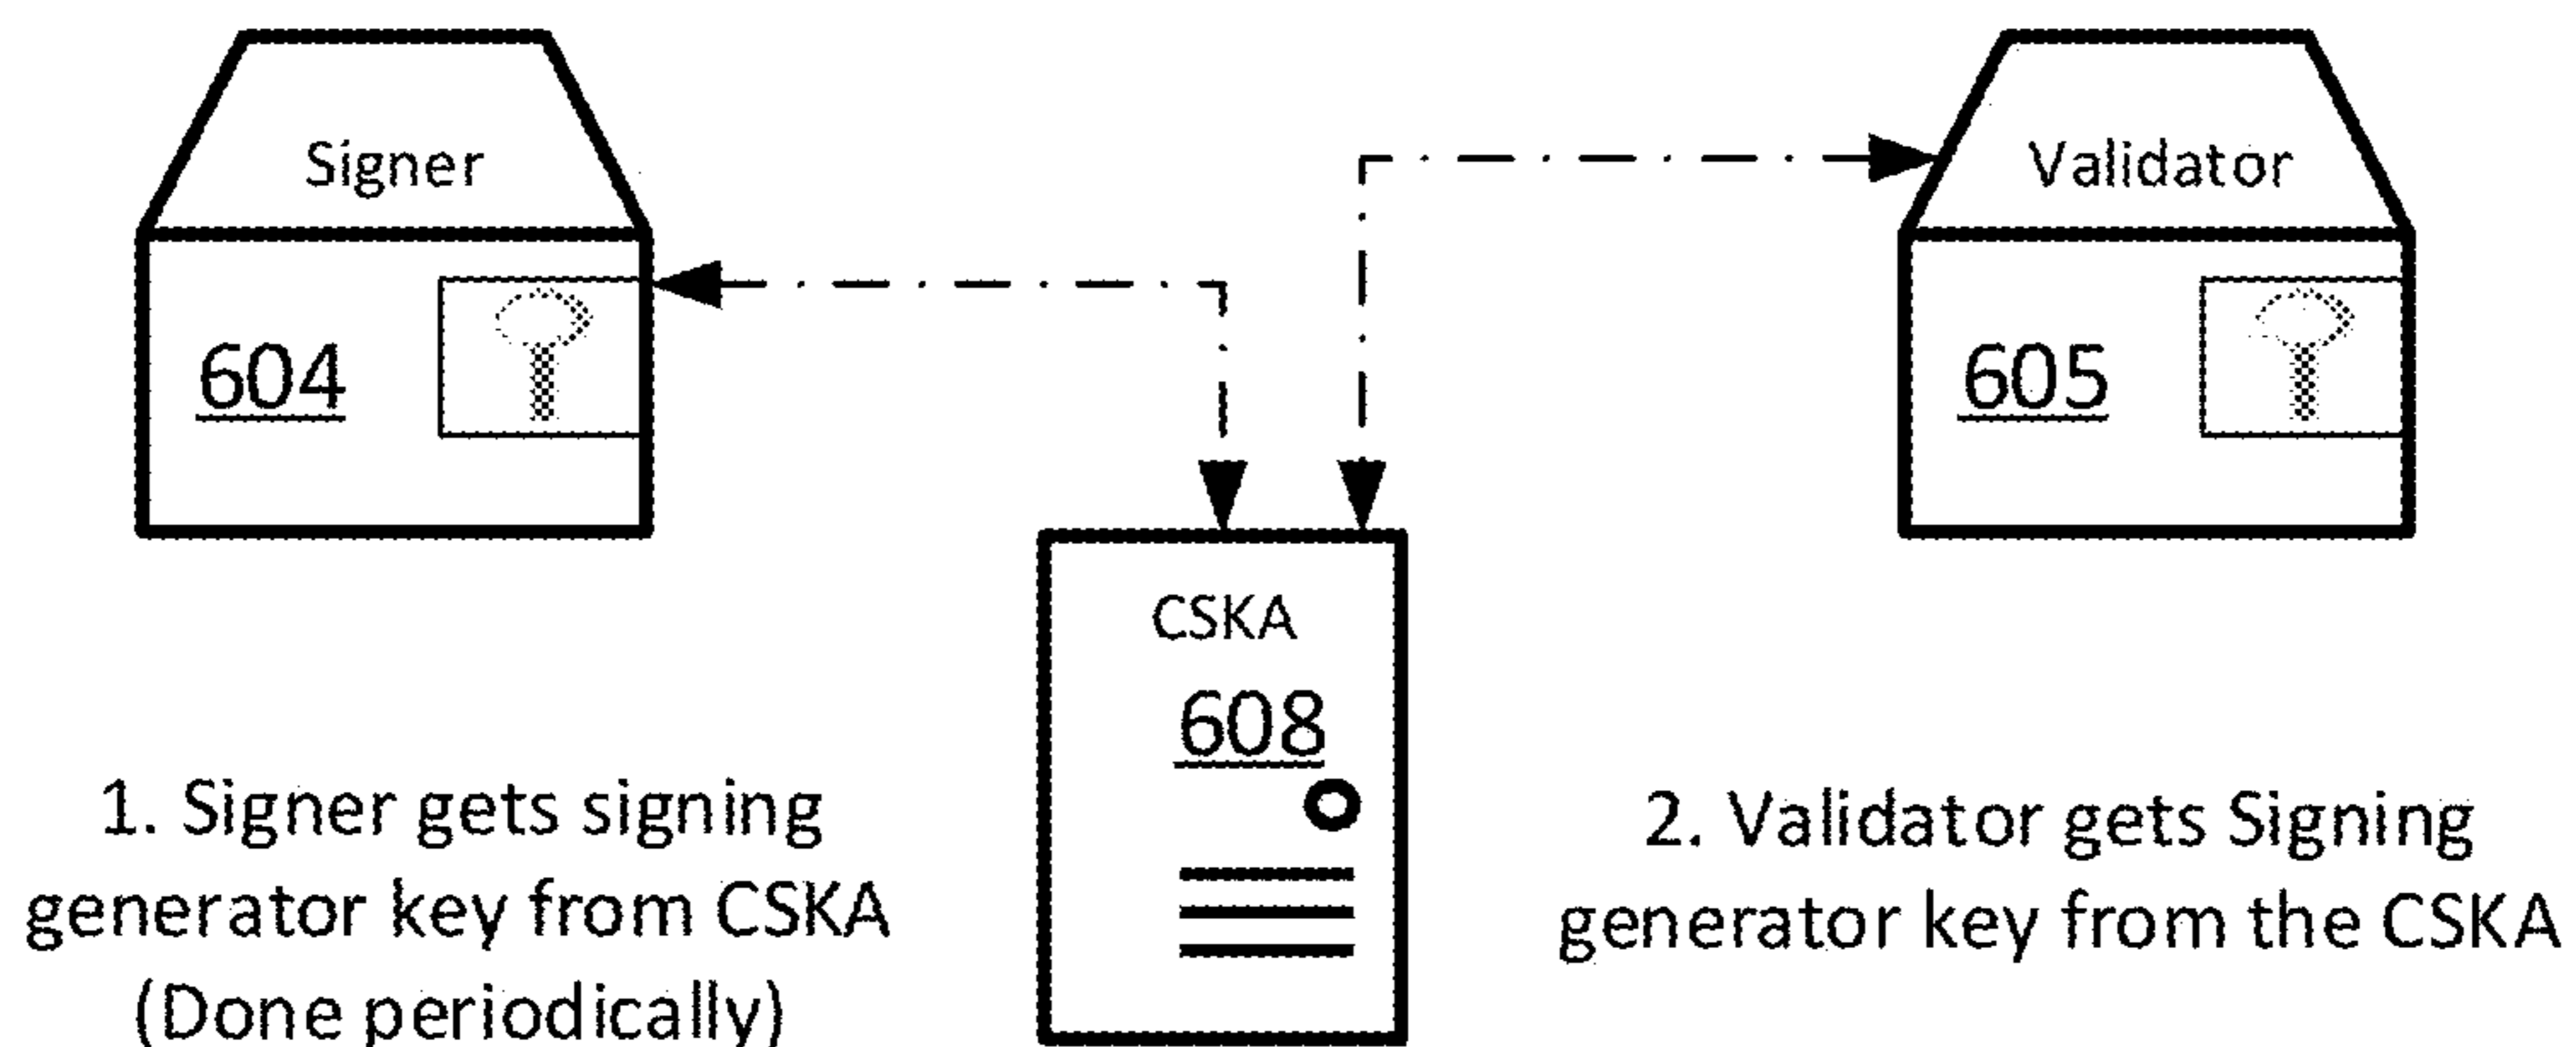 Signer
Validator
604
605
CSKA
608
1. Signer gets signing
generator key from CSKA
(Done periodically)
2. Validator gets Signing
generator key from the CSKA